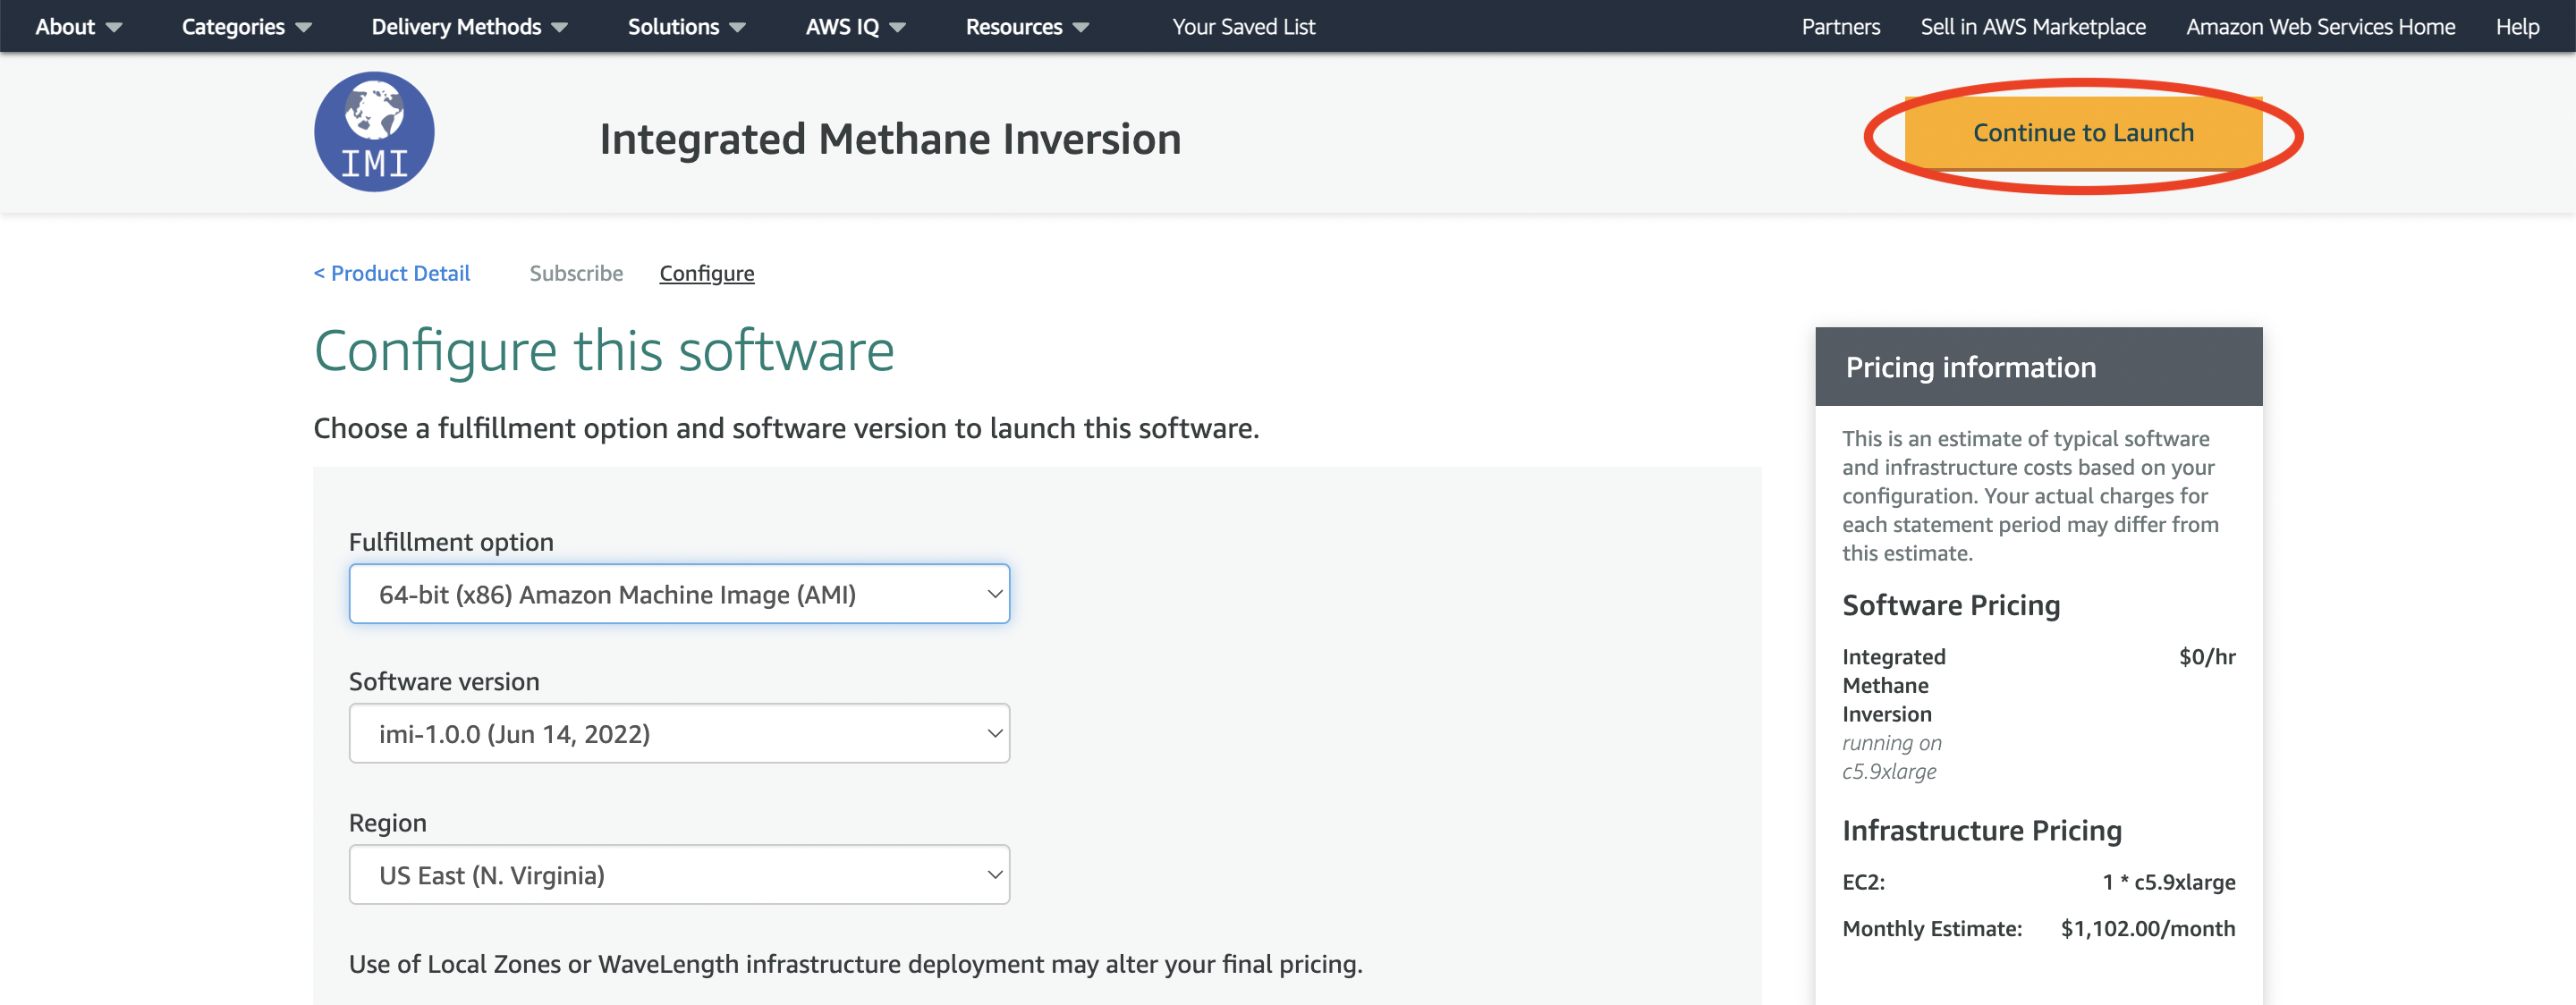 About Categories Delivery Methods Solutions AWS IQ Resources Your Saved List Partners Sell in AWS Marketplace Amazon Web Services Home Help
IMI
Integrated Methane Inversion
Continue to Launch
< Product Detail Subscribe Configure
Configure this software
Choose a fulfillment option and software version to launch this software.
Fulfillment option
64-bit (x86) Amazon Machine Image (AMI)
Software version
imi-1.0.0 (Jun 14, 2022)
Region
US East (N. Virginia)
Use of Local Zones or WaveLength infrastructure deployment may alter your final pricing.
Pricing information
This is an estimate of typical software
and infrastructure costs based on your
configuration. Your actual charges for
each statement period may differ from
this estimate.
Software Pricing
Integrated $0/hr
Methane
Inversion
running on
c5.9xlarge
Infrastructure Pricing
EC2: 1 * c5.9xlarge
Monthly Estimate: $1,102.00/month